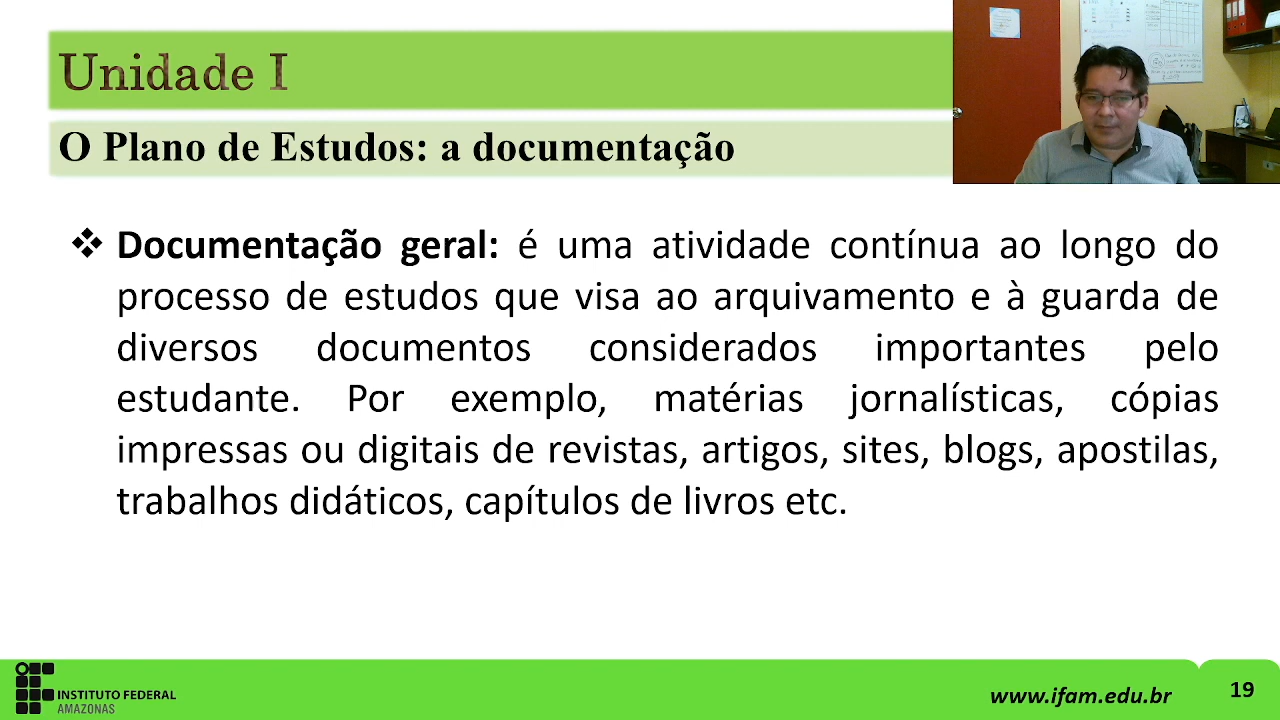 Unidade I
O Plano de Estudos: a documentação
❖ Documentação geral: é uma atividade contínua ao longo do
processo de estudos que visa ao arquivamento e à guarda de
diversos documentos considerados importantes pelo
estudante. Por exemplo, matérias jornalísticas, cópias
impressas ou digitais de revistas, artigos, sites, blogs, apostilas,
trabalhos didáticos, capítulos de livros etc.
INSTITUTO FEDERAL
AMAZONAS
www.ifam.edu.br
19